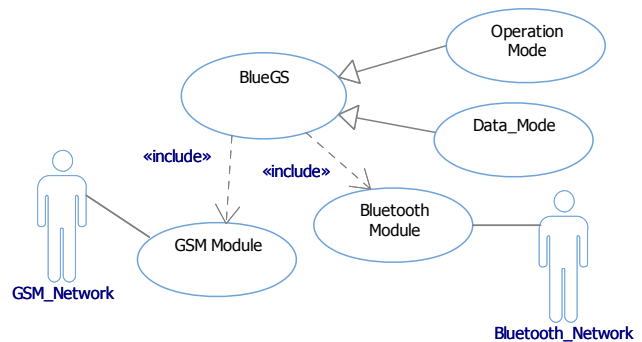 Operation
Mode
BlueGS
Data_Mode
«include»
«include»
Bluetooth
Module
GSM Module
GSM_Network
Bluetooth_Network